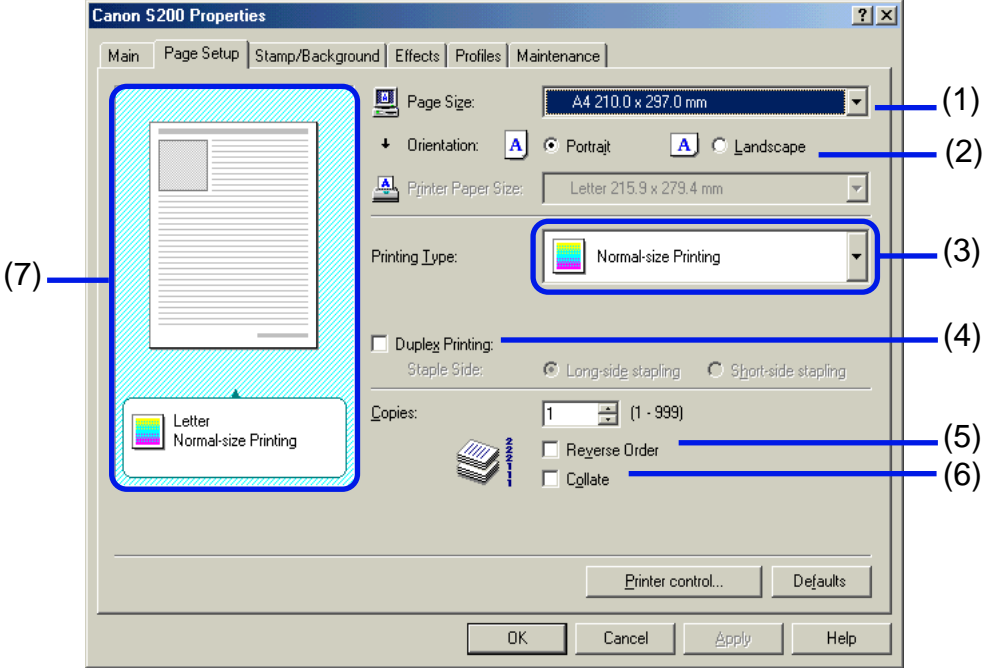 Canon S200 Properties
Main Page Setup Stamp/Background Effects Profiles Maintenance
Page Size: A4 210.0 x 297.0 mm (1)
Orientation: A Portrait A Landscape (2)
Printer Paper Size: Letter 215.9 x 279.4 mm
Printing Type: Normal-size Printing (3)
(7)
Duplex Printing: (4)
Staple Side: Long-side stapling Short-side stapling
Letter
Normal-size Printing
Copies: 1 (1 - 999)
222111
Reverse Order (5)
Collate (6)
Printer control... Defaults
OK Cancel Apply Help